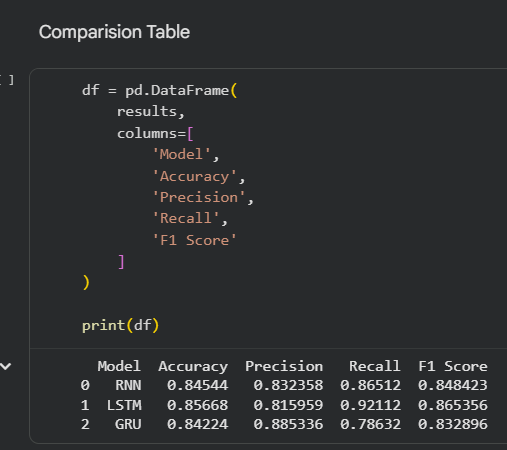 Comparision Table
[ ]
df = pd.DataFrame(
    results,
    columns=[
        'Model',
        'Accuracy',
        'Precision',
        'Recall',
        'F1 Score'
    ]
)
print(df)
  Model  Accuracy  Precision   Recall  F1 Score
0   RNN   0.84544   0.832358  0.86512  0.848423
1  LSTM   0.85668   0.815959  0.92112  0.865356
2   GRU   0.84224   0.885336  0.78632  0.832896